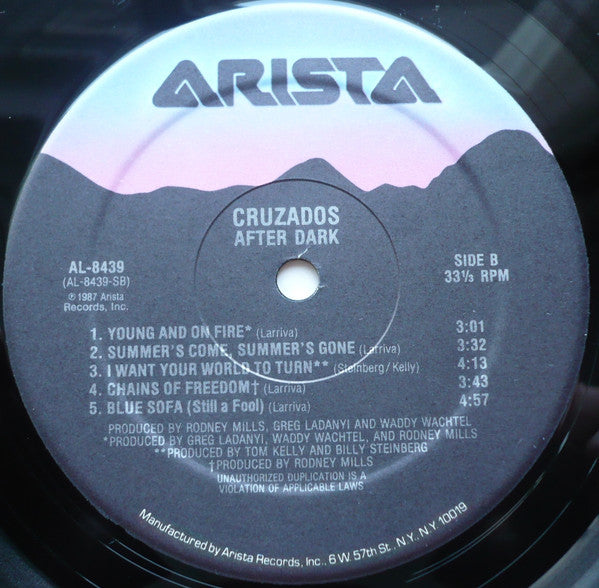 ARISTA
CRUZADOS
AFTER DARK
AL-8439
(AL-8439-SB)
℗ 1987 Arista
Records, Inc.
SIDE B
33⅓ RPM
1. YOUNG AND ON FIRE* (Larriva) 3:01
2. SUMMER'S COME, SUMMER'S GONE (Larriva) 3:32
3. I WANT YOUR WORLD TO TURN** (Steinberg/Kelly) 4:13
4. CHAINS OF FREEDOM† (Larriva) 3:43
5. BLUE SOFA (Still a Fool) (Larriva) 4:57
PRODUCED BY RODNEY MILLS, GREG LADANYI AND WADDY WACHTEL
*PRODUCED BY GREG LADANYI, WADDY WACHTEL, AND RODNEY MILLS
**PRODUCED BY TOM KELLY AND BILLY STEINBERG
†PRODUCED BY RODNEY MILLS
UNAUTHORIZED DUPLICATION IS A
VIOLATION OF APPLICABLE LAWS
Manufactured by Arista Records, Inc., 6 W 57th St., N.Y., N.Y. 10019